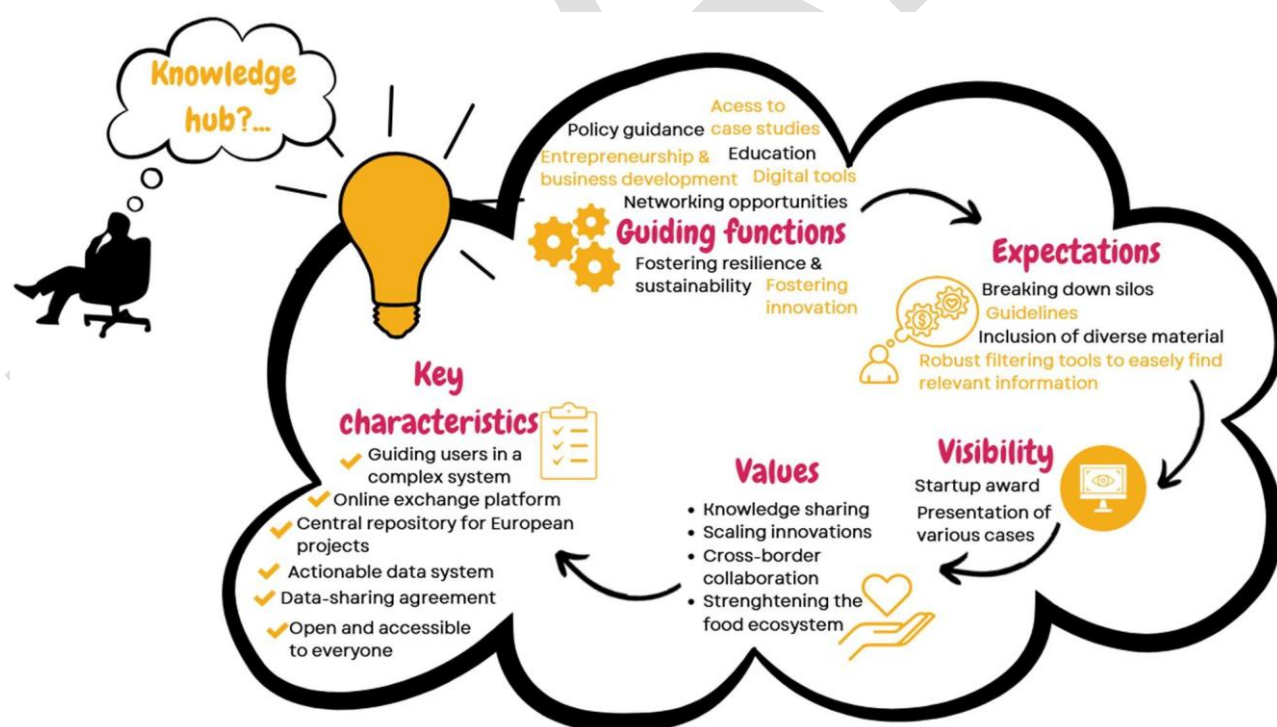 Knowledge
hub?...
Acess to
Policy guidance case studies
Entrepreneurship & Education
business development Digital tools
Networking opportunities
Guiding functions
Fostering resilience &
sustainability Fostering
innovation
Expectations
Breaking down silos
Guidelines
Inclusion of diverse material
Robust filtering tools to easely find
relevant information
Visibility
Startup award
Presentation of
various cases
Values
• Knowledge sharing
• Scaling innovations
• Cross-border
collaboration
• Strenghtening the
food ecosystem
Key
characteristics
Guiding users in a
complex system
Online exchange platform
Central repository for European
projects
Actionable data system
Data-sharing agreement
Open and accessible
to everyone